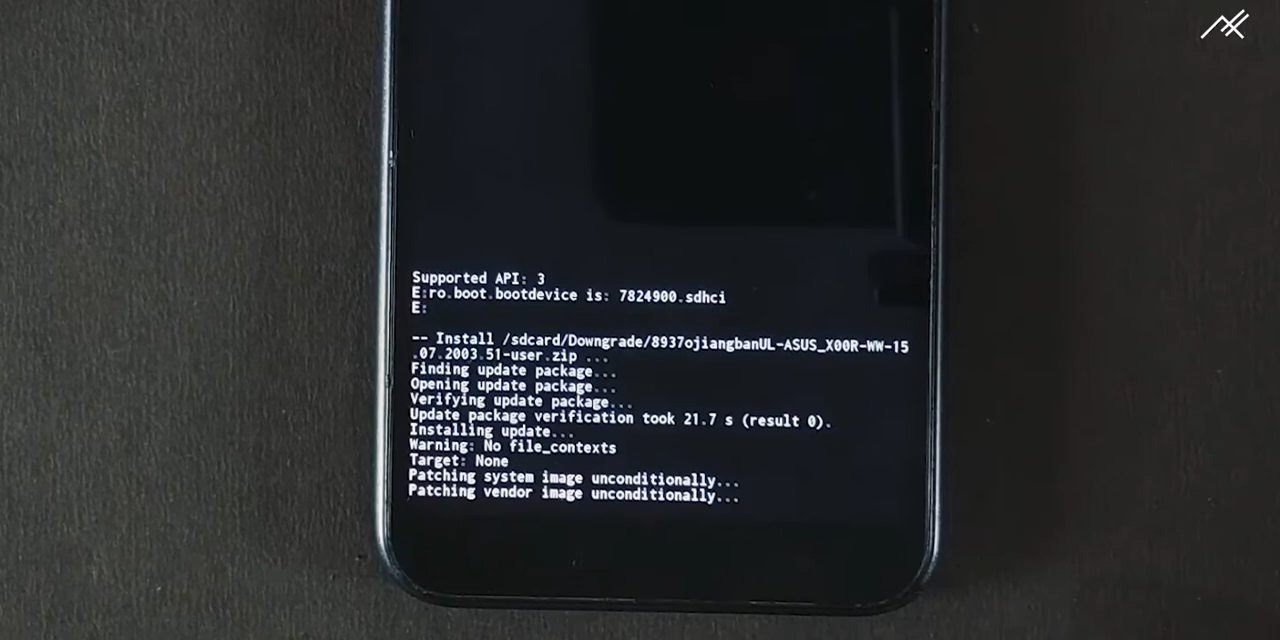 Supported API: 3
E:ro.boot.bootdevice is: 7824900.sdhci
E:
-- Install /sdcard/Downgrade/8937ojiangbanUL-ASUS_X00R-WW-15
.07.2003.51-user.zip ...
Finding update package...
Opening update package...
Verifying update package...
Update package verification took 21.7 s (result 0).
Installing update...
Warning: No file_contexts
Target: None
Patching system image unconditionally...
Patching vendor image unconditionally...